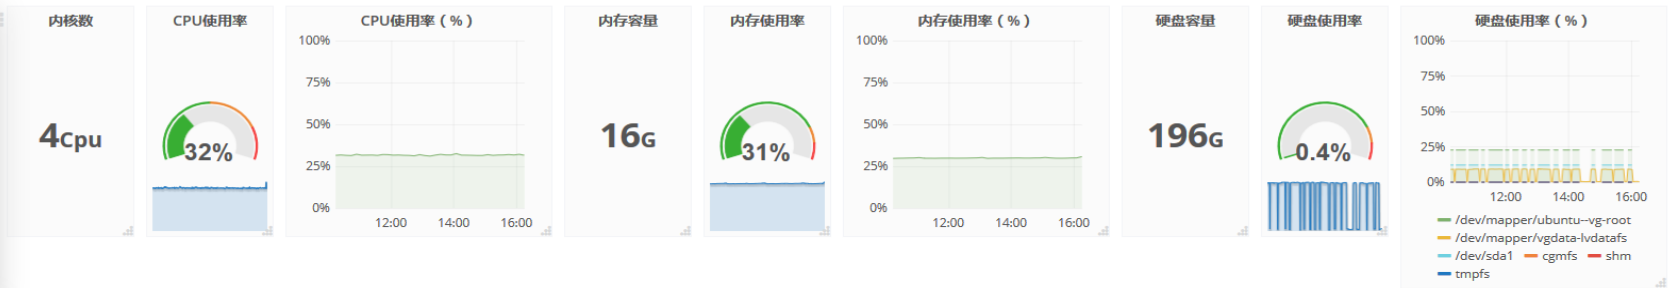 内核数
4Cpu
CPU使用率
32%
CPU使用率（%）
100%
75%
50%
25%
0%
12:00 14:00 16:00
内存容量
16G
内存使用率
31%
内存使用率（%）
100%
75%
50%
25%
0%
12:00 14:00 16:00
硬盘容量
196G
硬盘使用率
0.4%
硬盘使用率（%）
100%
75%
50%
25%
0%
12:00 14:00 16:00
/dev/mapper/ubuntu--vg-root
/dev/mapper/vgdata-lvdatafs
/dev/sda1 cgmfs shm
tmpfs